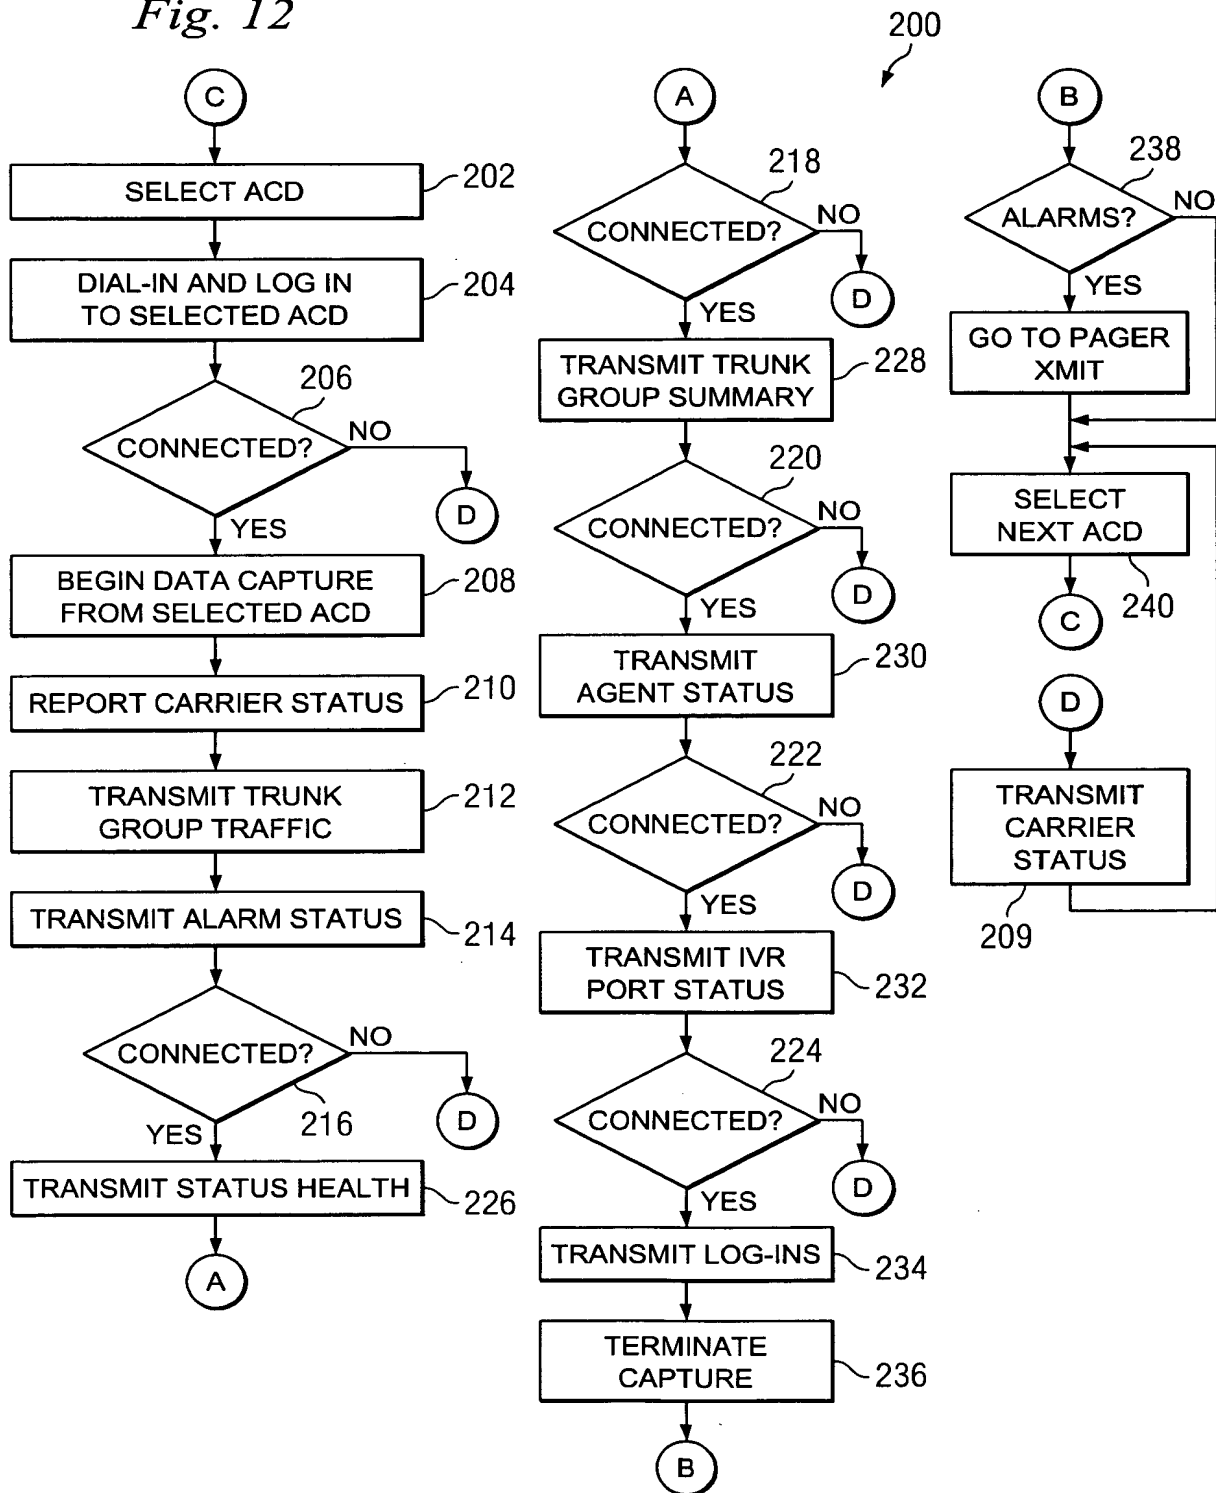 Fig. 12
200
C
SELECT ACD
202
DIAL-IN AND LOG IN
TO SELECTED ACD
204
206
CONNECTED?
NO
D
YES
BEGIN DATA CAPTURE
FROM SELECTED ACD
208
REPORT CARRIER STATUS
210
TRANSMIT TRUNK
GROUP TRAFFIC
212
TRANSMIT ALARM STATUS
214
CONNECTED?
NO
216
D
YES
TRANSMIT STATUS HEALTH
226
A
A
218
CONNECTED?
NO
D
YES
TRANSMIT TRUNK
GROUP SUMMARY
228
220
CONNECTED?
NO
D
YES
TRANSMIT
AGENT STATUS
230
222
CONNECTED?
NO
D
YES
TRANSMIT IVR
PORT STATUS
232
224
CONNECTED?
NO
D
YES
TRANSMIT LOG-INS
234
TERMINATE
CAPTURE
236
B
B
238
ALARMS?
NO
YES
GO TO PAGER
XMIT
SELECT
NEXT ACD
240
C
D
TRANSMIT
CARRIER
STATUS
209